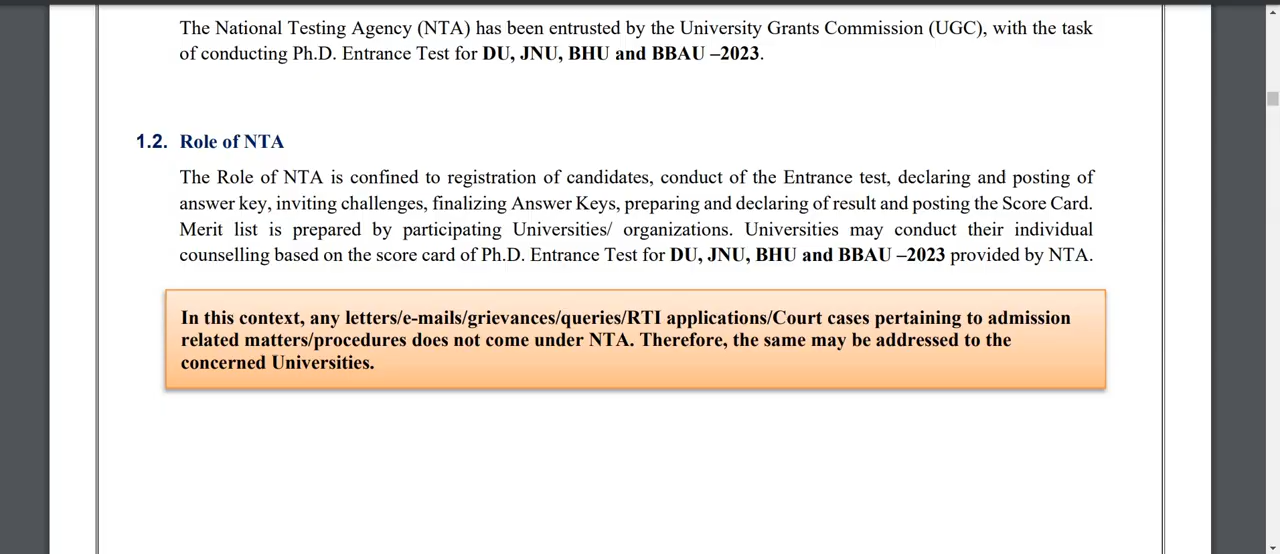 The National Testing Agency (NTA) has been entrusted by the University Grants Commission (UGC), with the task
of conducting Ph.D. Entrance Test for DU, JNU, BHU and BBAU –2023.
1.2. Role of NTA
The Role of NTA is confined to registration of candidates, conduct of the Entrance test, declaring and posting of
answer key, inviting challenges, finalizing Answer Keys, preparing and declaring of result and posting the Score Card.
Merit list is prepared by participating Universities/ organizations. Universities may conduct their individual
counselling based on the score card of Ph.D. Entrance Test for DU, JNU, BHU and BBAU –2023 provided by NTA.
In this context, any letters/e-mails/grievances/queries/RTI applications/Court cases pertaining to admission
related matters/procedures does not come under NTA. Therefore, the same may be addressed to the
concerned Universities.